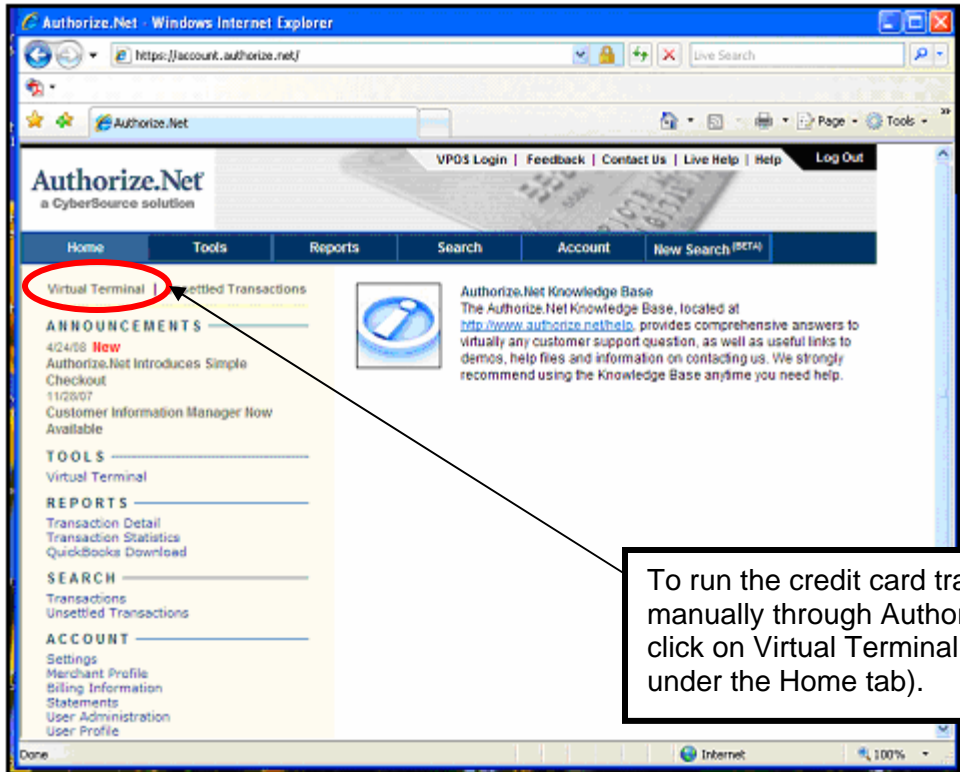 Authorize.Net - Windows Internet Explorer
https://account.authorize.net/
Live Search
Authorize.Net
Page
Tools
VPOS Login | Feedback | Contact Us | Live Help | Help
Log Out
Authorize.Net
a CyberSource solution
Home Tools Reports Search Account New Search (BETA)
Virtual Terminal | settled Transactions
ANNOUNCEMENTS
4/24/08 New
Authorize.Net Introduces Simple
Checkout
11/28/07
Customer Information Manager Now
Available
TOOLS
Virtual Terminal
REPORTS
Transaction Detail
Transaction Statistics
QuickBooks Download
SEARCH
Transactions
Unsettled Transactions
ACCOUNT
Settings
Merchant Profile
Billing Information
Statements
User Administration
User Profile
Authorize.Net Knowledge Base
The Authorize.Net Knowledge Base, located at
http://www.authorize.net/help, provides comprehensive answers to
virtually any customer support question, as well as useful links to
demos, help files and information on contacting us. We strongly
recommend using the Knowledge Base anytime you need help.
To run the credit card tra
manually through Author
click on Virtual Terminal
under the Home tab).
Done
Internet
100%